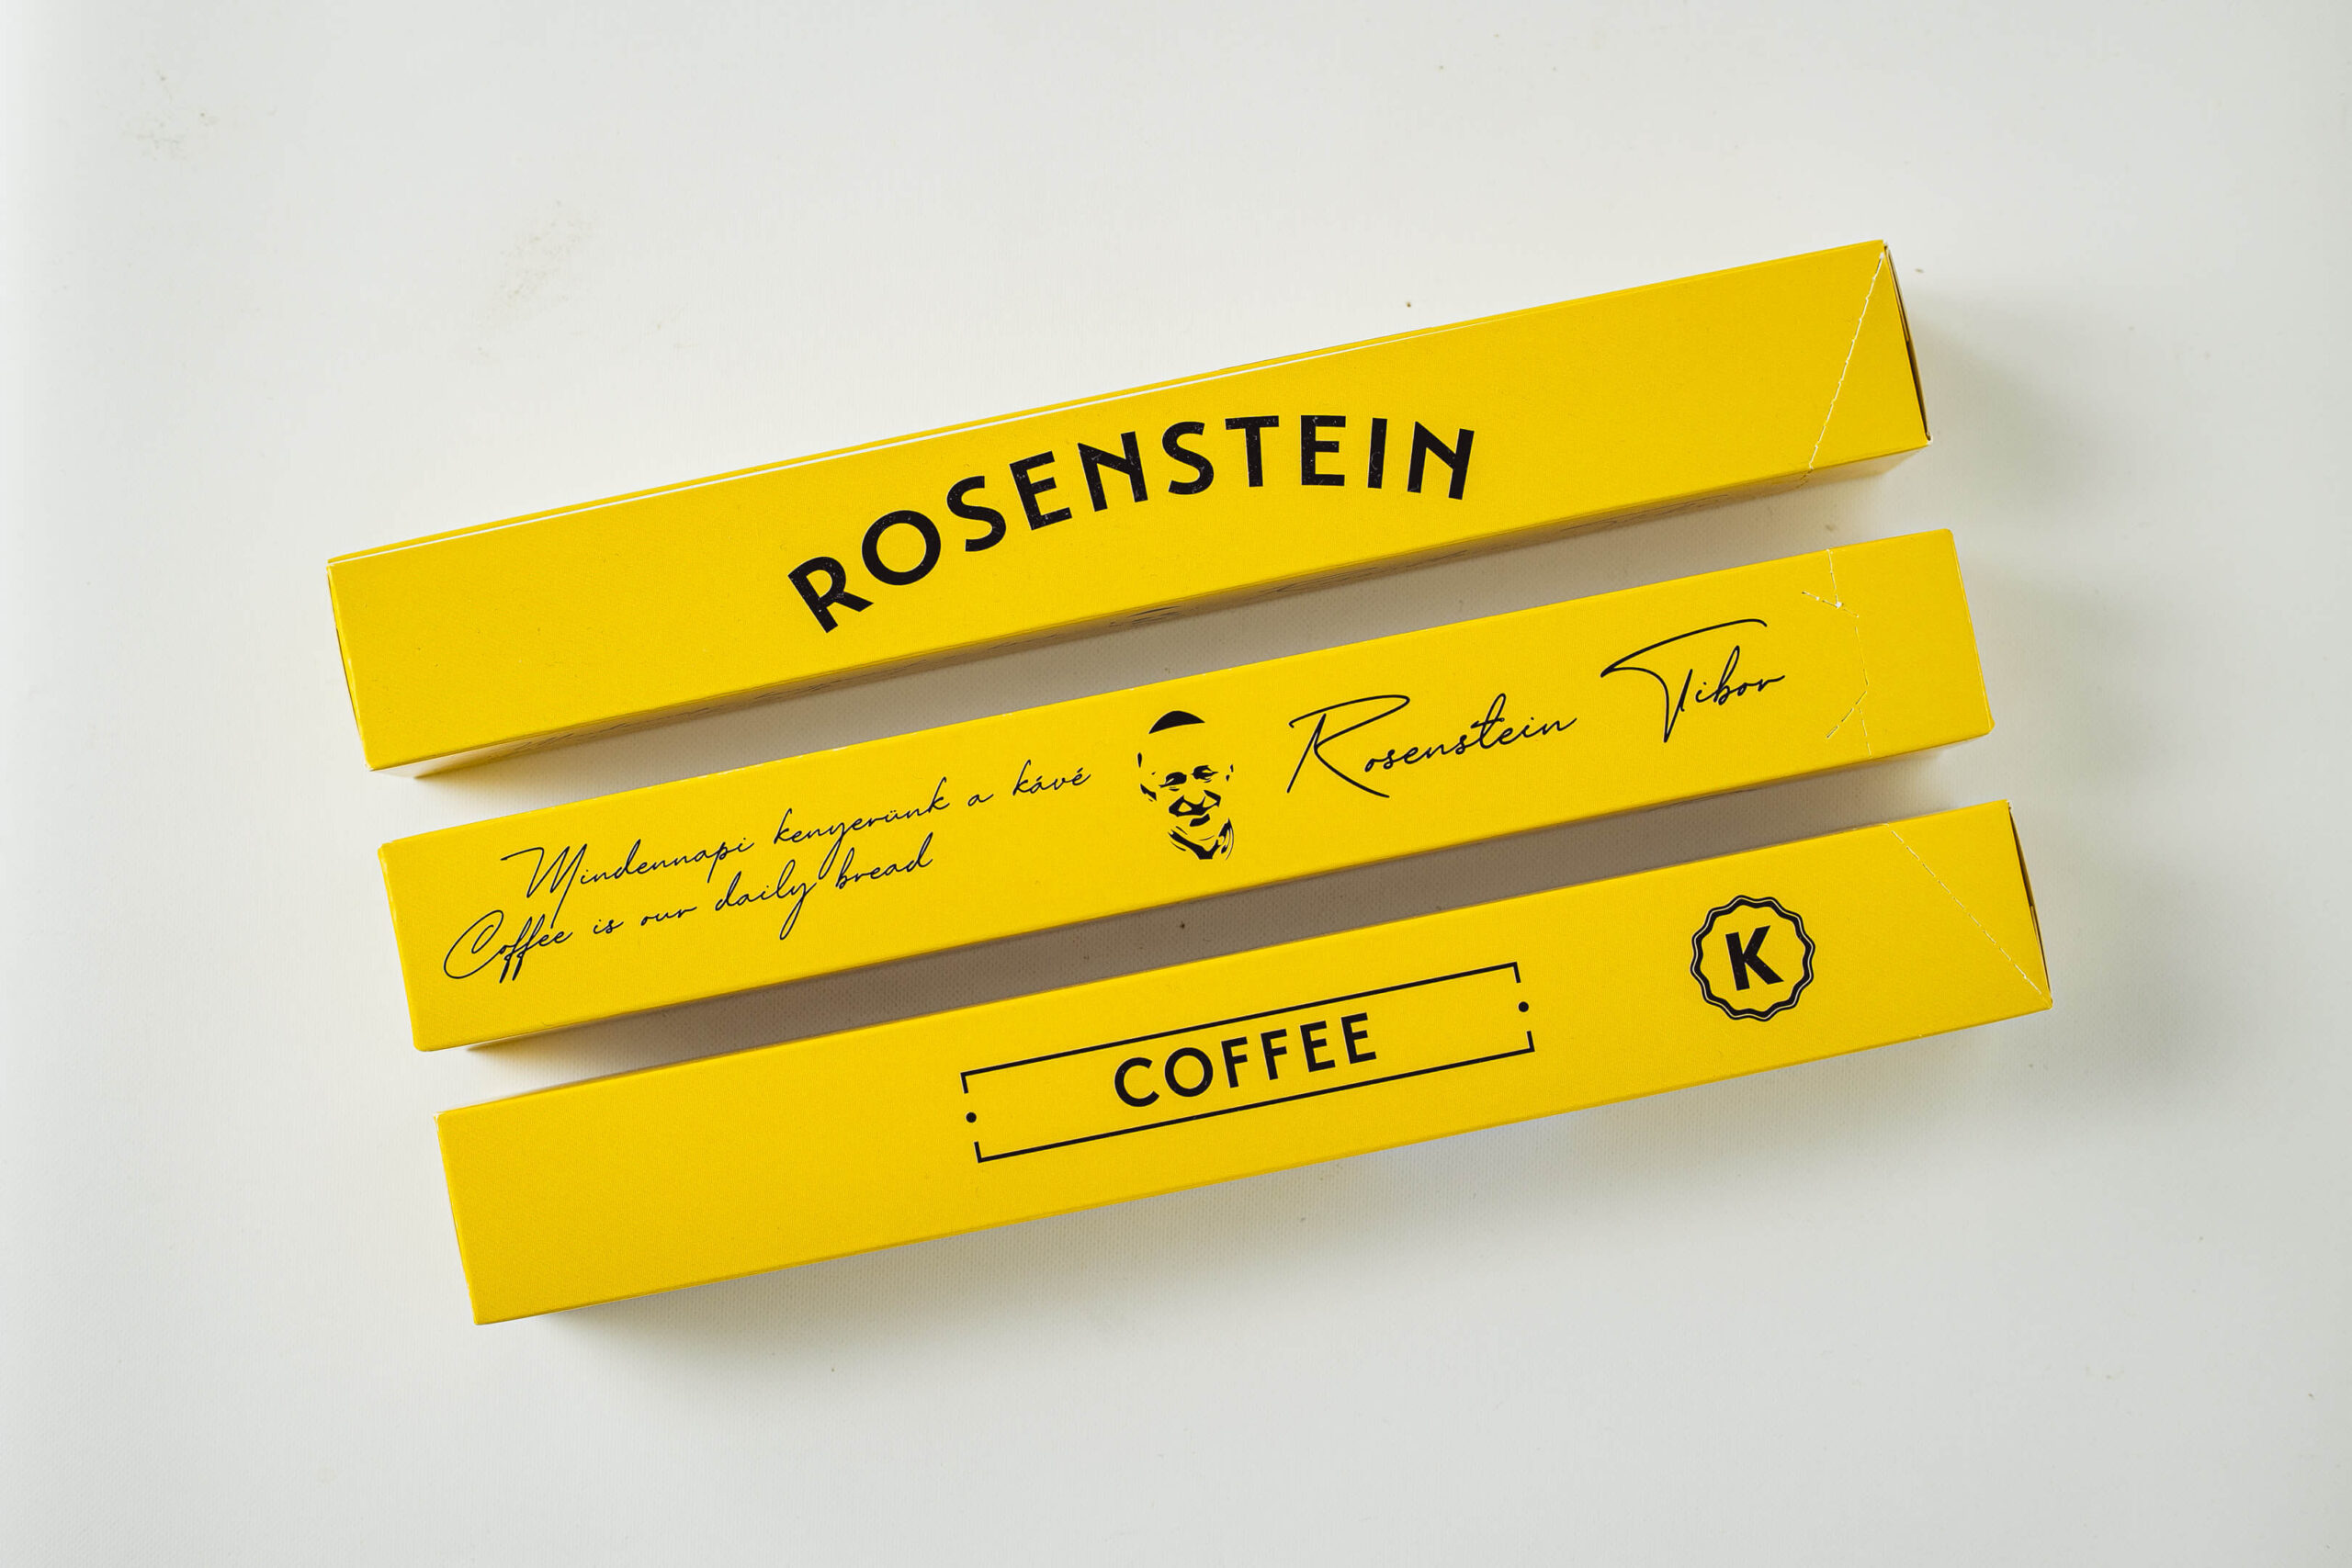 ROSENSTEIN
Mindennapi kenyerünk a kávé
Coffee is our daily bread
Rosenstein Tibor
COFFEE
K